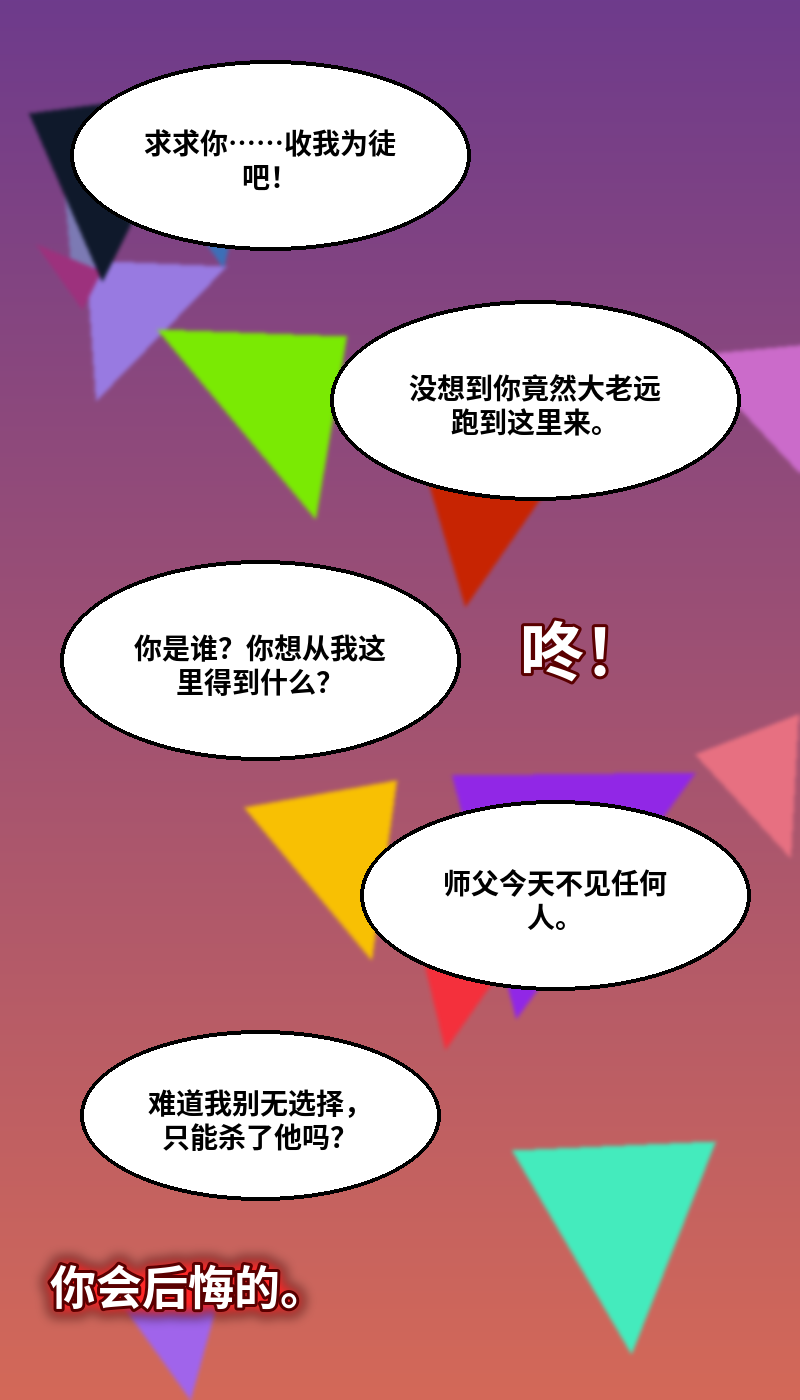 求求你……收我为徒
吧！
没想到你竟然大老远
跑到这里来。
你是谁？你想从我这
里得到什么？
咚！
师父今天不见任何
人。
难道我别无选择，
只能杀了他吗？
你会后悔的。